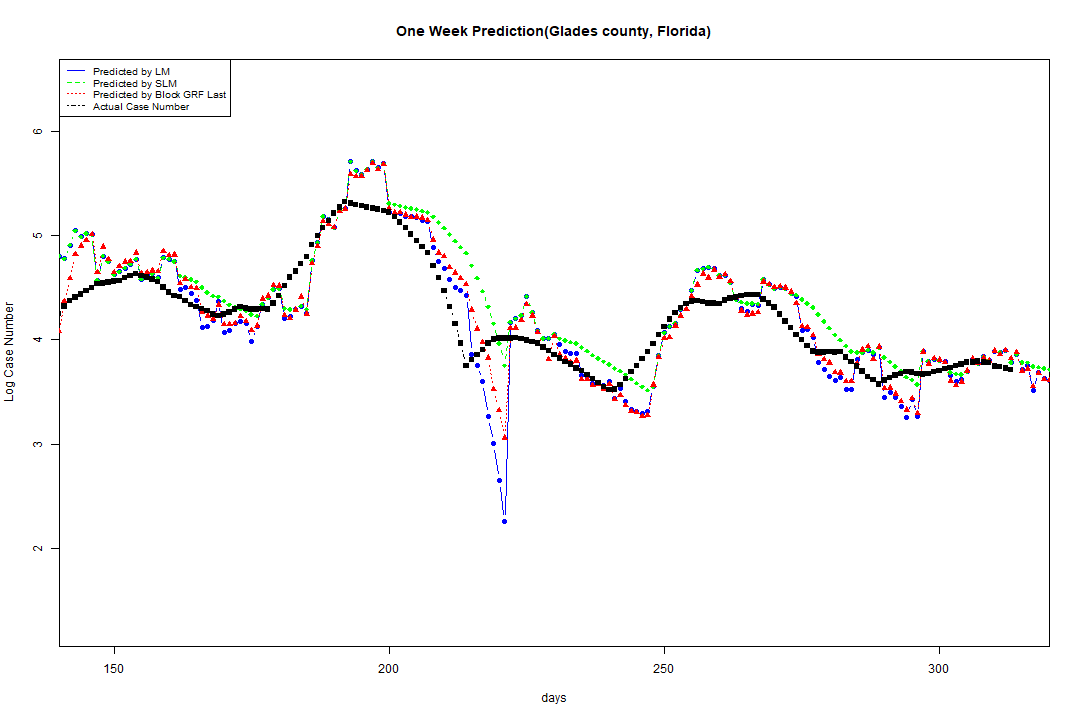 One Week Prediction(Glades county, Florida)
Predicted by LM
Predicted by SLM
Predicted by Block GRF Last
Actual Case Number
6
5
4
3
2
Log Case Number
150
200
250
300
days